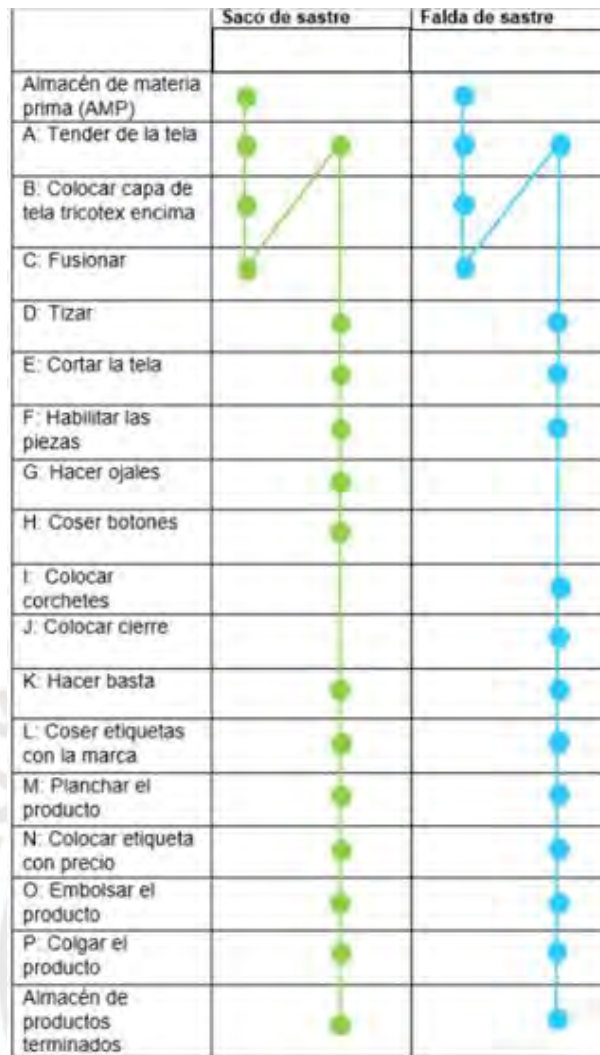 Saco de sastre Falda de sastre
Almacén de materia
prima (AMP)
A: Tender de la tela
B: Colocar capa de
tela tricotex encima
C: Fusionar
D: Tizar
E: Cortar la tela
F: Habilitar las
piezas
G: Hacer ojales
H: Coser botones
I: Colocar
corchetes
J: Colocar cierre
K: Hacer basta
L: Coser etiquetas
con la marca
M: Planchar el
producto
N: Colocar etiqueta
con precio
O: Embolsar el
producto
P: Colgar el
producto
Almacén de
productos
terminados